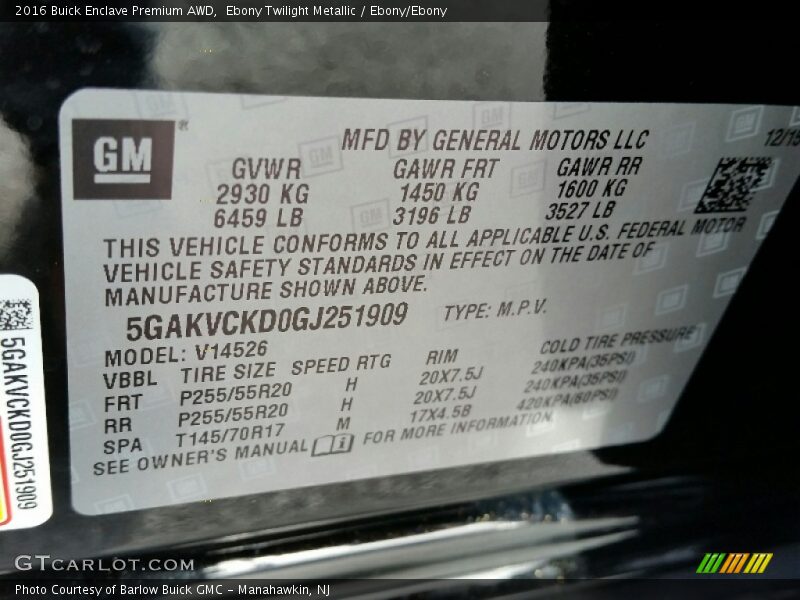 2016 Buick Enclave Premium AWD,  Ebony Twilight Metallic / Ebony/Ebony
GM ®
MFD BY GENERAL MOTORS LLC
12/15
GVWR GAWR FRT GAWR RR
2930 KG 1450 KG 1600 KG
6459 LB 3196 LB 3527 LB
THIS VEHICLE CONFORMS TO ALL APPLICABLE U.S. FEDERAL MOTOR
VEHICLE SAFETY STANDARDS IN EFFECT ON THE DATE OF
MANUFACTURE SHOWN ABOVE.
5GAKVCKD0GJ251909 TYPE: M.P.V.
MODEL: V14526
VBBL TIRE SIZE SPEED RTG RIM COLD TIRE PRESSURE
FRT P255/55R20 H 20X7.5J 240KPA(35PSI)
RR P255/55R20 H 20X7.5J 240KPA(35PSI)
SPA T145/70R17 M 17X4.5B 420KPA(60PSI)
SEE OWNER'S MANUAL FOR MORE INFORMATION.
5GAKVCKD0GJ251909
GTCARLOT.COM
Photo Courtesy of Barlow Buick GMC - Manahawkin, NJ